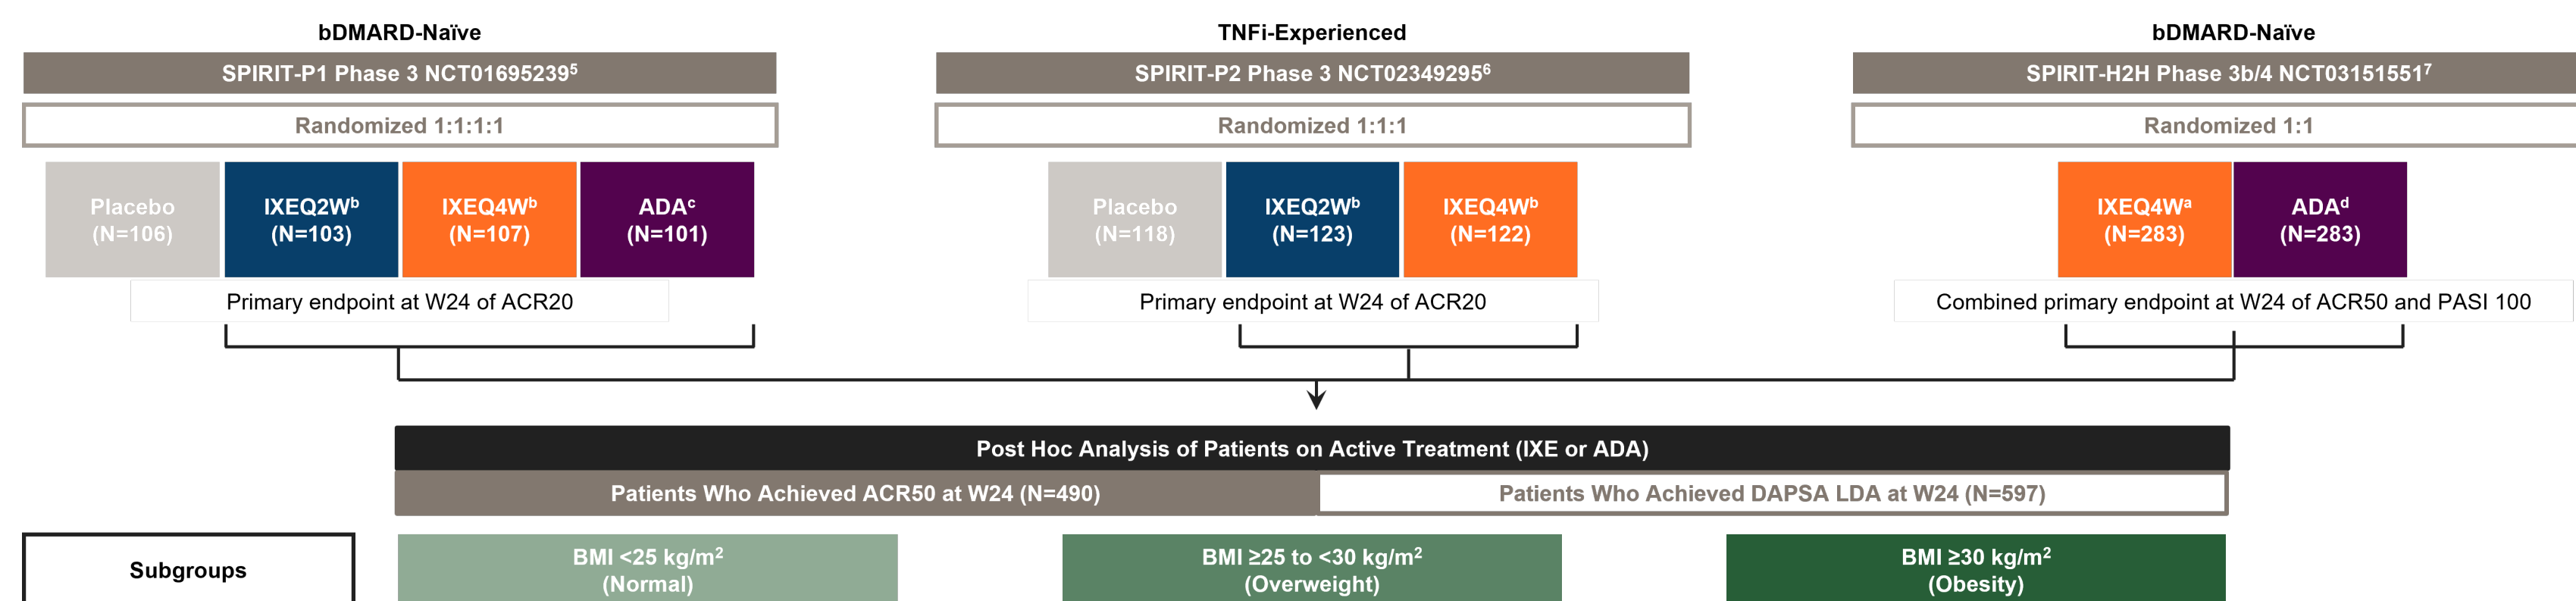 bDMARD-Naïve
SPIRIT-P1 Phase 3 NCT01695239⁵
Randomized 1:1:1:1
Placebo
(N=106)
IXEQ2Wᵇ
(N=103)
IXEQ4Wᵇ
(N=107)
ADAᶜ
(N=101)
Primary endpoint at W24 of ACR20
TNFi-Experienced
SPIRIT-P2 Phase 3 NCT02349295⁶
Randomized 1:1:1
Placebo
(N=118)
IXEQ2Wᵇ
(N=123)
IXEQ4Wᵇ
(N=122)
Primary endpoint at W24 of ACR20
bDMARD-Naïve
SPIRIT-H2H Phase 3b/4 NCT03151551⁷
Randomized 1:1
IXEQ4Wᵃ
(N=283)
ADAᵈ
(N=283)
Combined primary endpoint at W24 of ACR50 and PASI 100
Post Hoc Analysis of Patients on Active Treatment (IXE or ADA)
Patients Who Achieved ACR50 at W24 (N=490)
Patients Who Achieved DAPSA LDA at W24 (N=597)
Subgroups
BMI <25 kg/m²
(Normal)
BMI ≥25 to <30 kg/m²
(Overweight)
BMI ≥30 kg/m²
(Obesity)